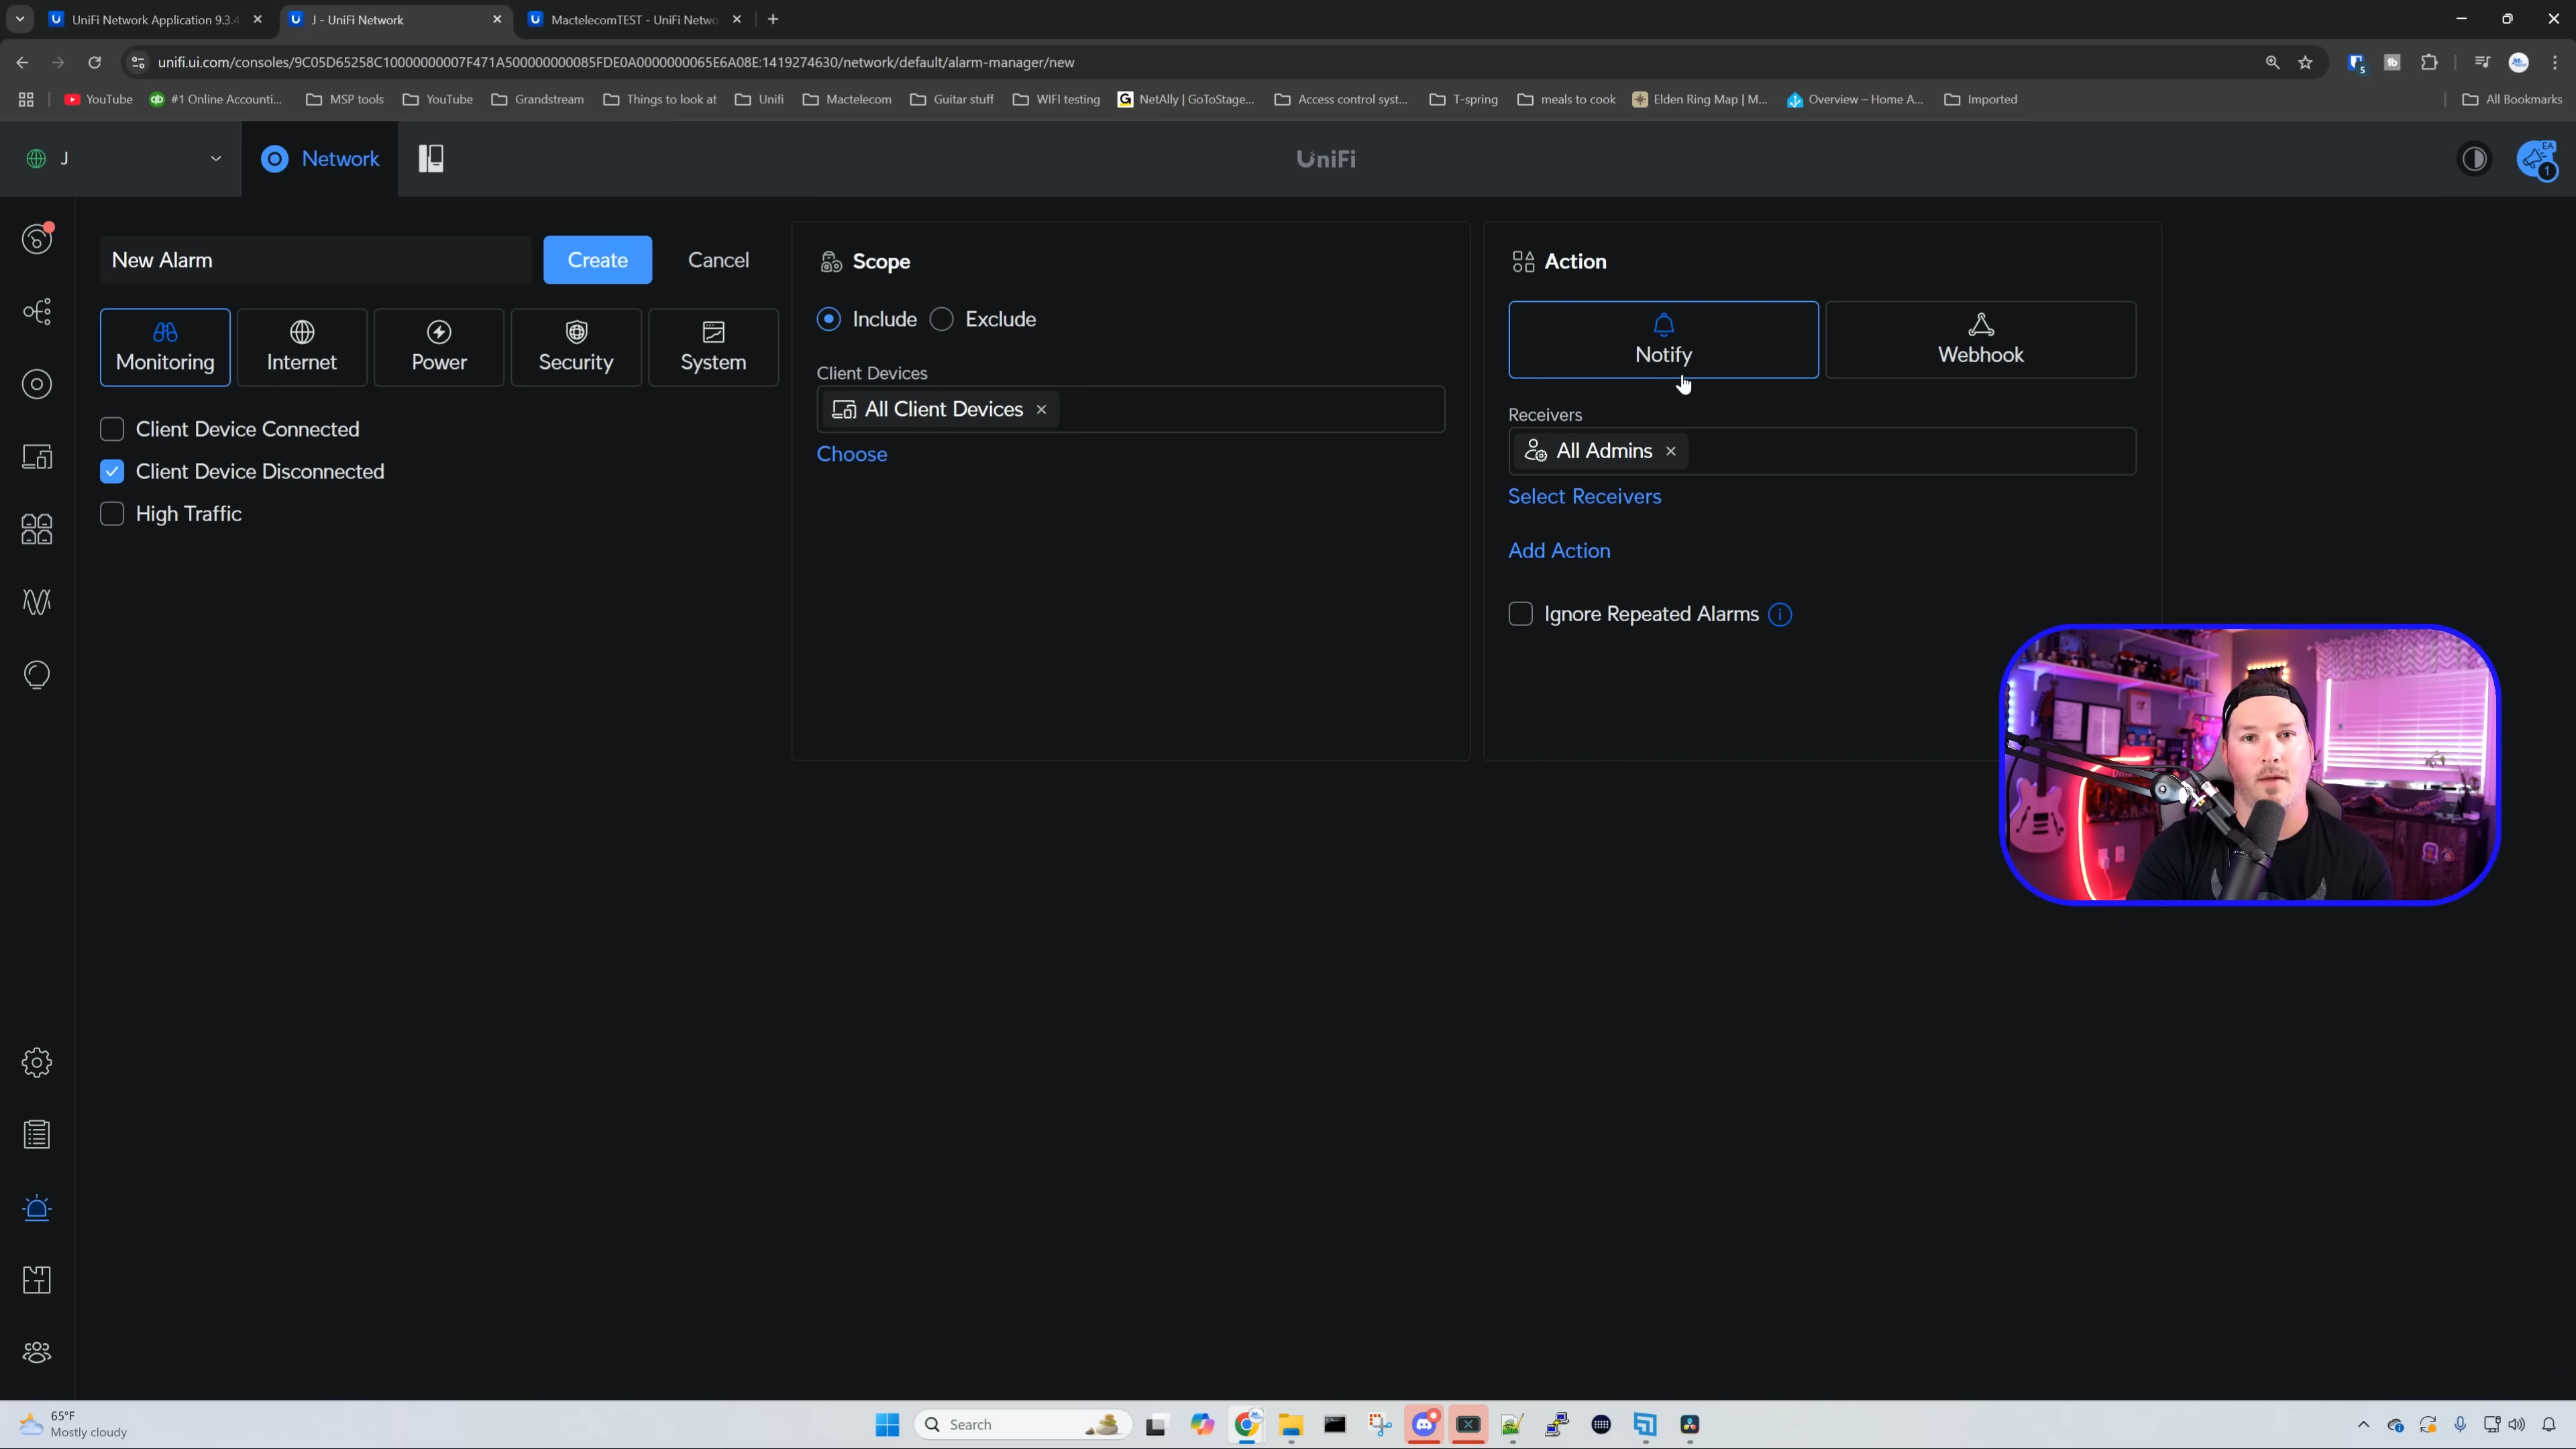 UniFi Network Application 9.3.4
J - UniFi Network
MactelecomTEST - UniFi Netwo
unifi.ui.com/consoles/9C05D65258C10000000007F471A500000000085FDE0A0000000065E6A08E:1419274630/network/default/alarm-manager/new
5
YouTube
#1 Online Accounti...
MSP tools
YouTube
Grandstream
Things to look at
Unifi
Mactelecom
Guitar stuff
WIFI testing
NetAlly | GoToStage...
Access control syst...
T-spring
meals to cook
Elden Ring Map | M...
Overview – Home A...
Imported
All Bookmarks
J
Network
UniFi
EA
1
New Alarm
Create
Cancel
Monitoring
Internet
Power
Security
System
Client Device Connected
Client Device Disconnected
High Traffic
Scope
Include
Exclude
Client Devices
All Client Devices
Choose
Action
Notify
Webhook
Receivers
All Admins
Select Receivers
Add Action
Ignore Repeated Alarms
65°F
Mostly cloudy
Search